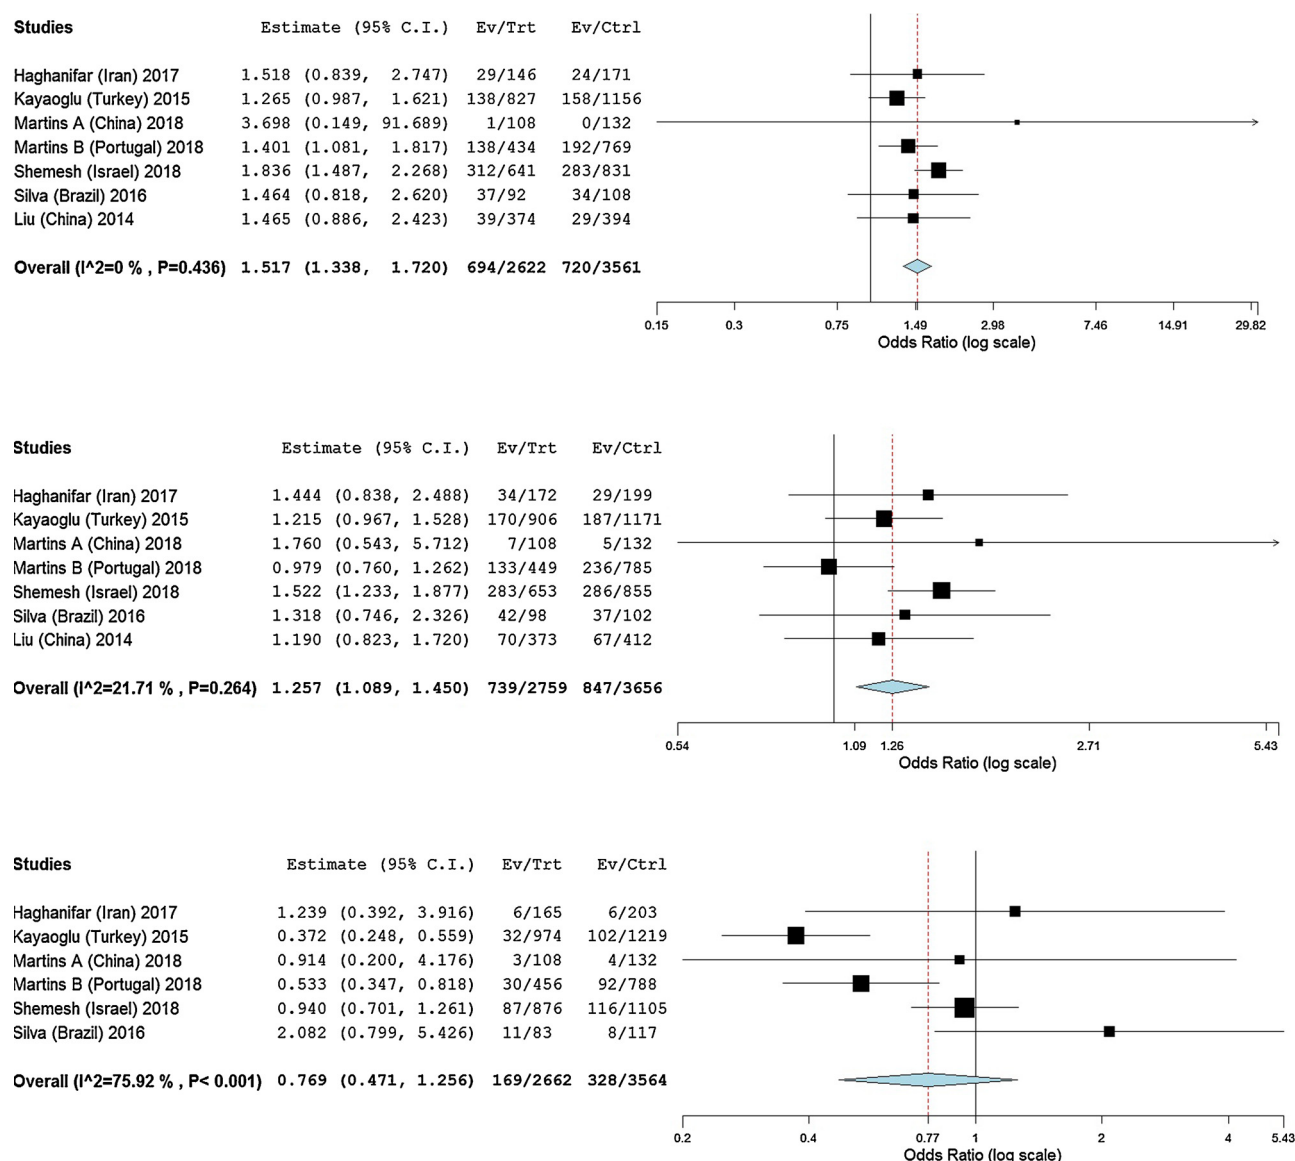 Studies Estimate (95% C.I.) Ev/Trt Ev/Ctrl
Haghanifar (Iran) 2017 1.518 (0.839, 2.747) 29/146 24/171
Kayaoglu (Turkey) 2015 1.265 (0.987, 1.621) 138/827 158/1156
Martins A (China) 2018 3.698 (0.149, 91.689) 1/108 0/132
Martins B (Portugal) 2018 1.401 (1.081, 1.817) 138/434 192/769
Shemesh (Israel) 2018 1.836 (1.487, 2.268) 312/641 283/831
Silva (Brazil) 2016 1.464 (0.818, 2.620) 37/92 34/108
Liu (China) 2014 1.465 (0.886, 2.423) 39/374 29/394
Overall (I^2=0 % , P=0.436) 1.517 (1.338, 1.720) 694/2622 720/3561
0.15 0.3 0.75 1.49 2.98 7.46 14.91 29.82
Odds Ratio (log scale)
Studies Estimate (95% C.I.) Ev/Trt Ev/Ctrl
Haghanifar (Iran) 2017 1.444 (0.838, 2.488) 34/172 29/199
Kayaoglu (Turkey) 2015 1.215 (0.967, 1.528) 170/906 187/1171
Martins A (China) 2018 1.760 (0.543, 5.712) 7/108 5/132
Martins B (Portugal) 2018 0.979 (0.760, 1.262) 133/449 236/785
Shemesh (Israel) 2018 1.522 (1.233, 1.877) 283/653 286/855
Silva (Brazil) 2016 1.318 (0.746, 2.326) 42/98 37/102
Liu (China) 2014 1.190 (0.823, 1.720) 70/373 67/412
Overall (I^2=21.71 % , P=0.264) 1.257 (1.089, 1.450) 739/2759 847/3656
0.54 1.09 1.26 2.71 5.43
Odds Ratio (log scale)
Studies Estimate (95% C.I.) Ev/Trt Ev/Ctrl
Haghanifar (Iran) 2017 1.239 (0.392, 3.916) 6/165 6/203
Kayaoglu (Turkey) 2015 0.372 (0.248, 0.559) 32/974 102/1219
Martins A (China) 2018 0.914 (0.200, 4.176) 3/108 4/132
Martins B (Portugal) 2018 0.533 (0.347, 0.818) 30/456 92/788
Shemesh (Israel) 2018 0.940 (0.701, 1.261) 87/876 116/1105
Silva (Brazil) 2016 2.082 (0.799, 5.426) 11/83 8/117
Overall (I^2=75.92 % , P< 0.001) 0.769 (0.471, 1.256) 169/2662 328/3564
0.2 0.4 0.77 1 2 4 5.43
Odds Ratio (log scale)